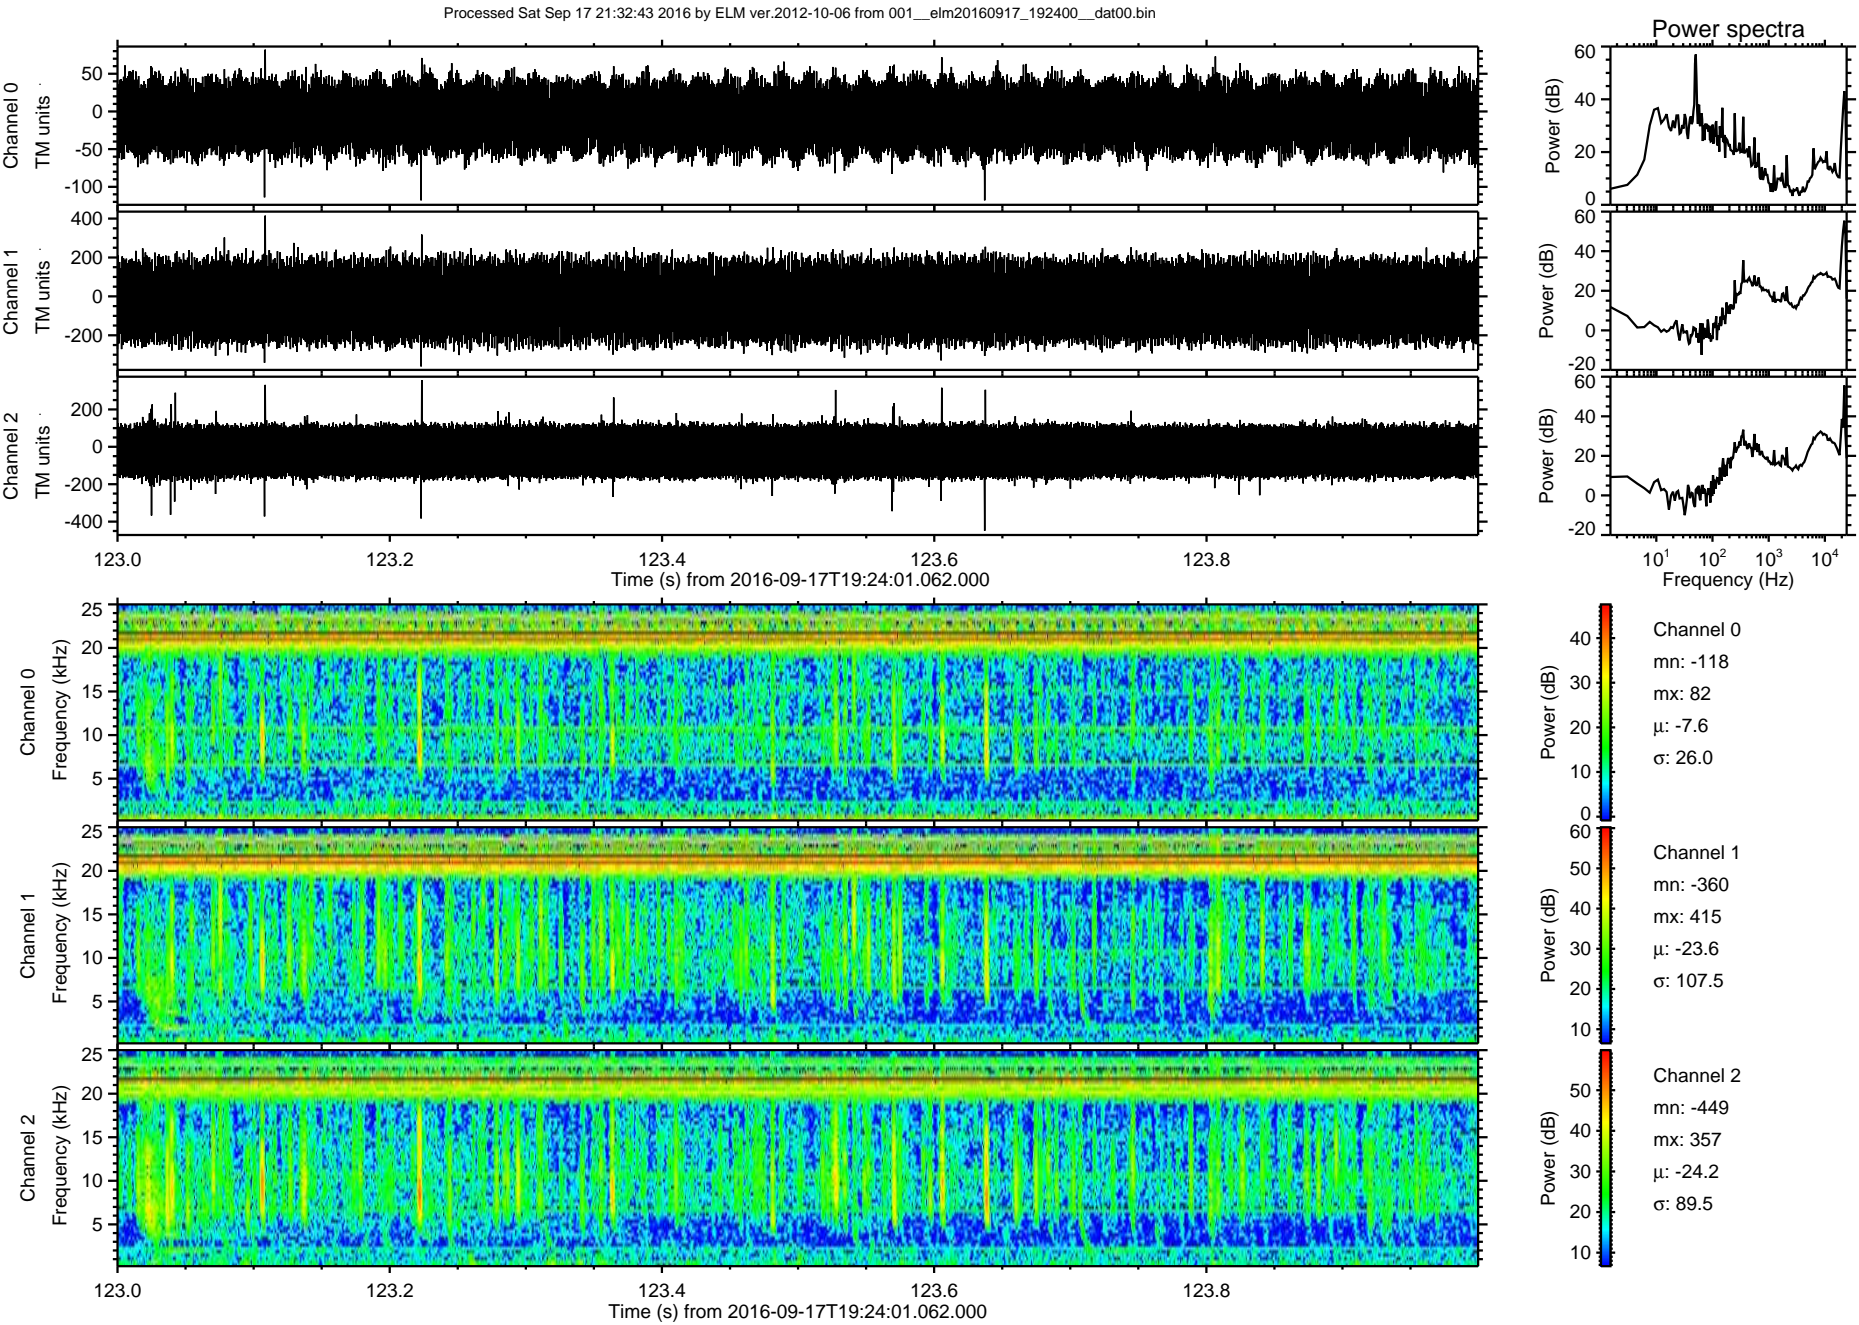 Processed Sat Sep 17 21:32:43 2016 by ELM ver.2012-10-06 from 001__elm20160917_192400__dat00.bin
Power spectra
Channel 0
TM units
50
0
-50
-100
Power (dB)
60
40
20
0
Channel 1
TM units
400
200
0
-200
Power (dB)
60
40
20
0
-20
Channel 2
TM units
200
0
-200
-400
Power (dB)
60
40
20
0
-20
123.0 123.2 123.4 123.6 123.8
Time (s) from 2016-09-17T19:24:01.062.000
10^1 10^2 10^3 10^4
Frequency (Hz)
Channel 0
Frequency (kHz)
25
20
15
10
5
Power (dB)
40
30
20
10
0
Channel 0
mn: -118
mx: 82
µ: -7.6
σ: 26.0
Channel 1
Frequency (kHz)
25
20
15
10
5
Power (dB)
60
50
40
30
20
10
Channel 1
mn: -360
mx: 415
µ: -23.6
σ: 107.5
Channel 2
Frequency (kHz)
25
20
15
10
5
Power (dB)
50
40
30
20
10
Channel 2
mn: -449
mx: 357
µ: -24.2
σ: 89.5
123.0 123.2 123.4 123.6 123.8
Time (s) from 2016-09-17T19:24:01.062.000